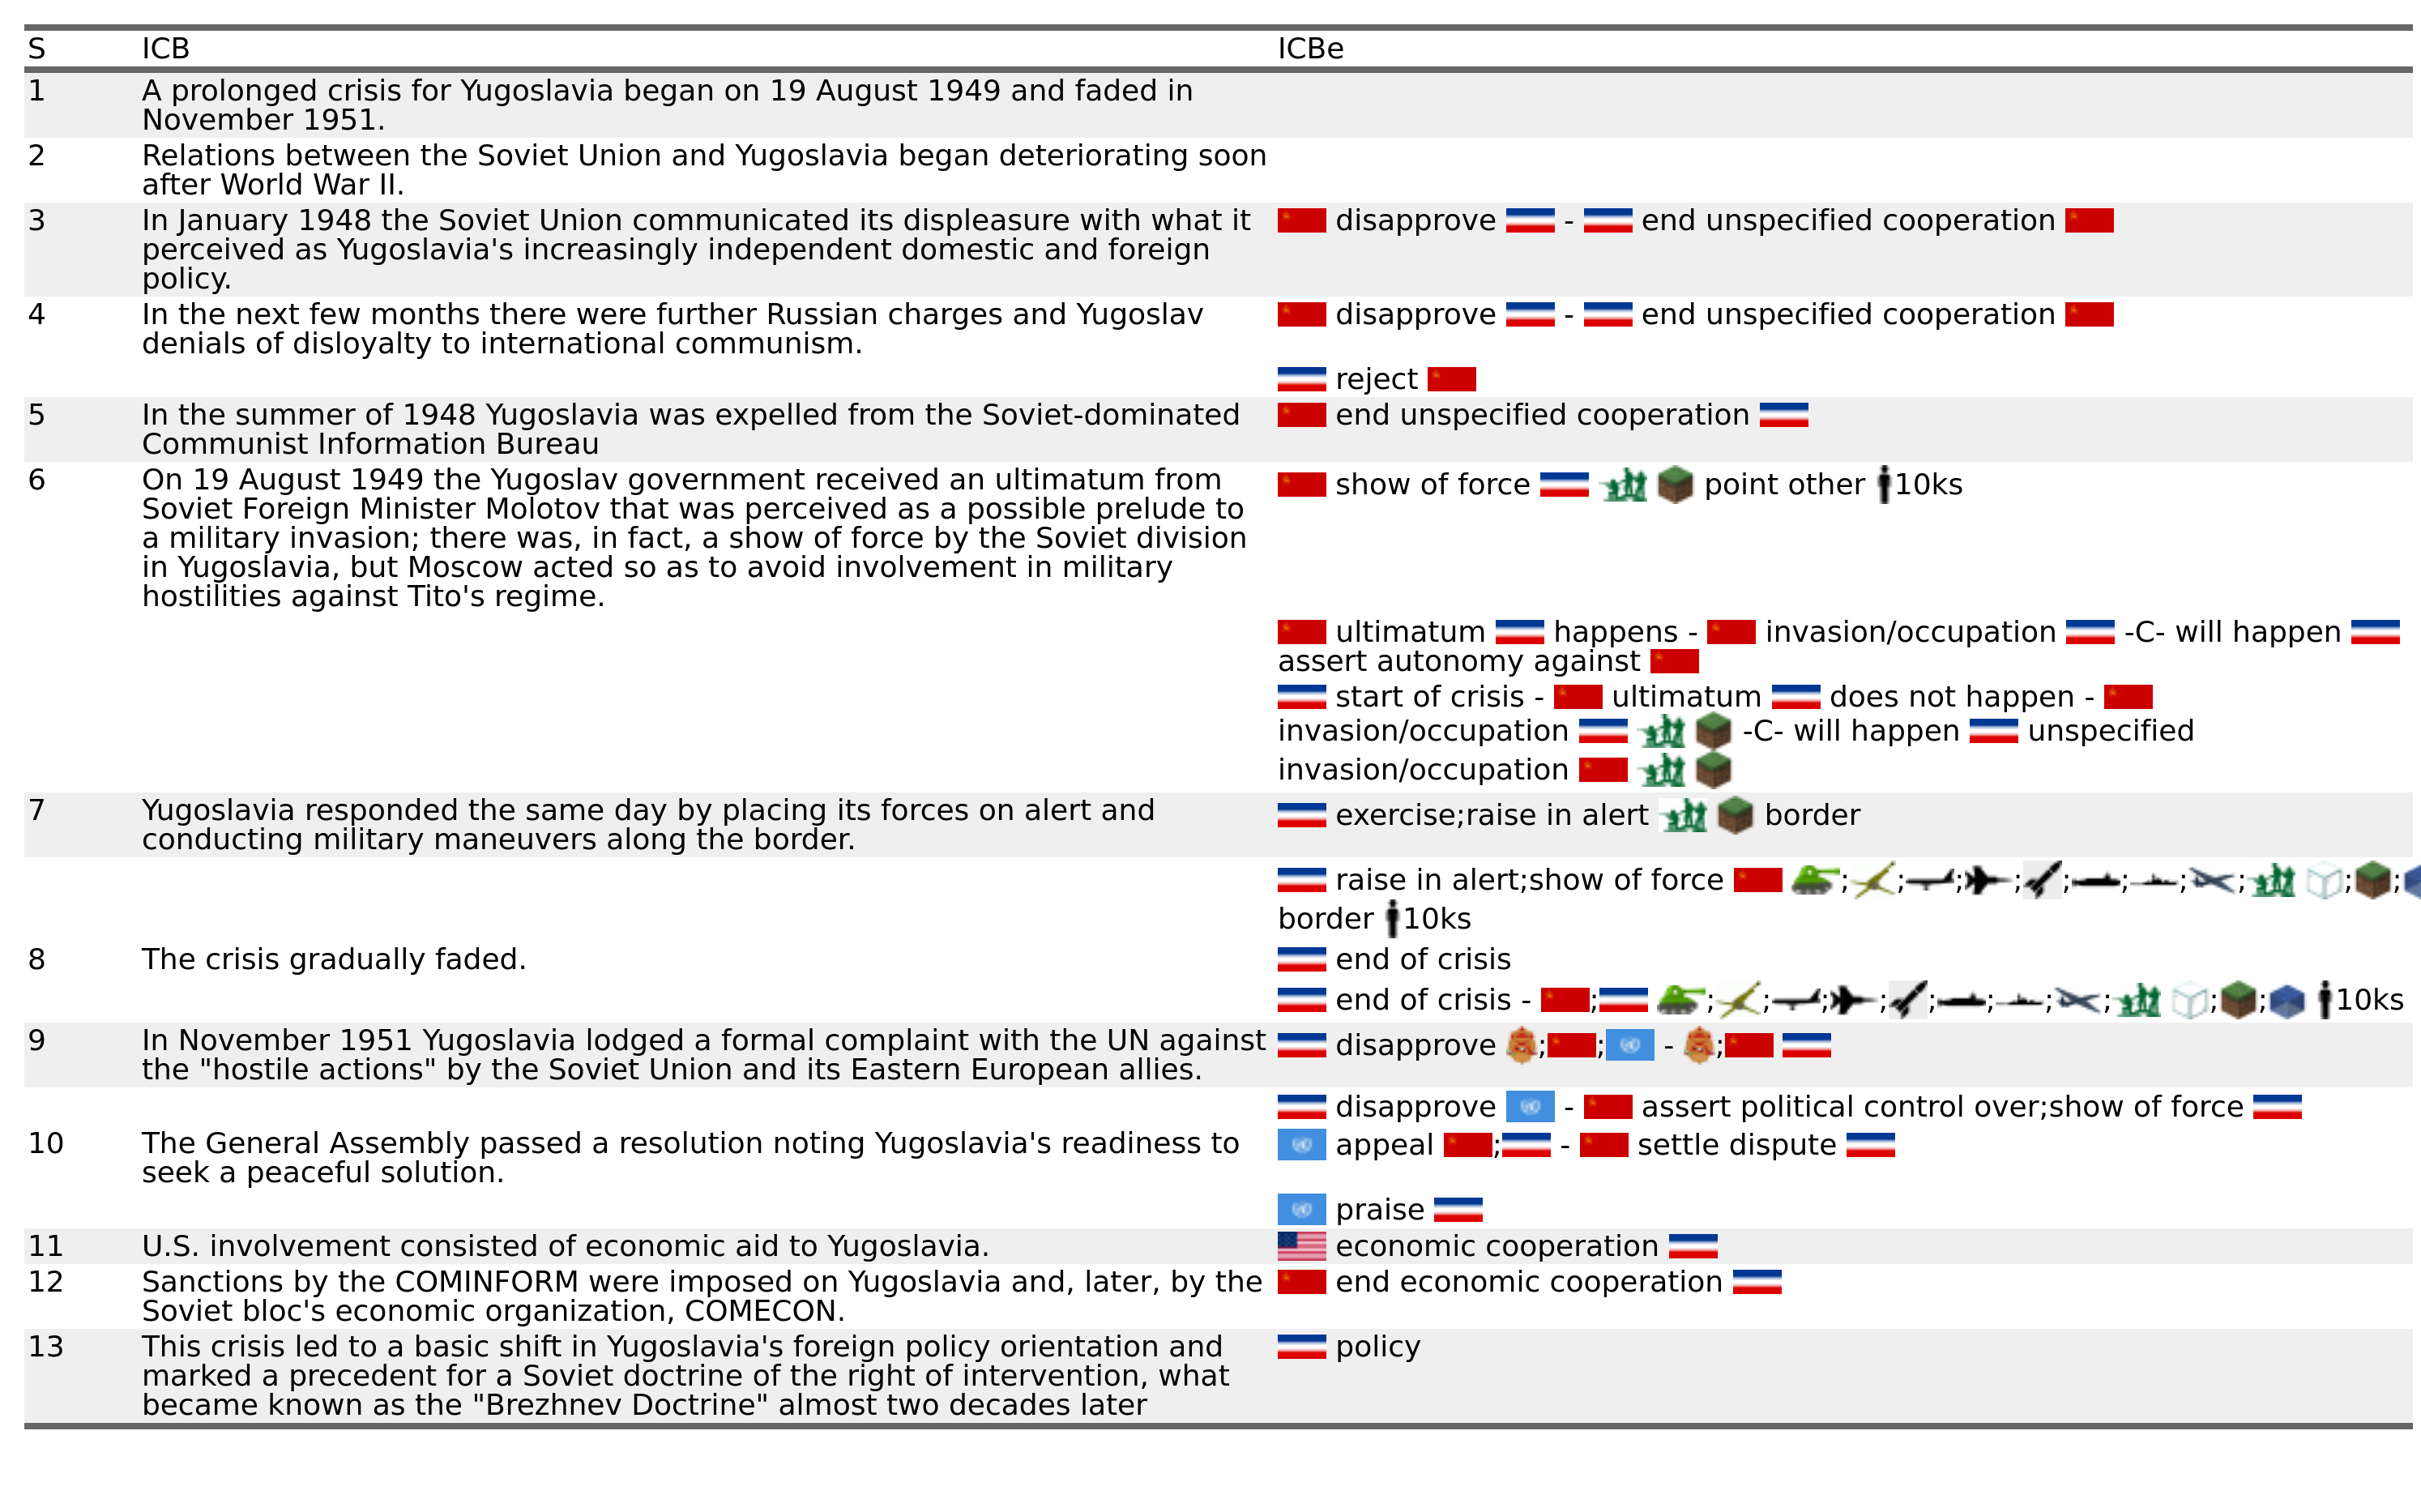 S ICB ICBe
1 A prolonged crisis for Yugoslavia began on 19 August 1949 and faded in
November 1951.
2 Relations between the Soviet Union and Yugoslavia began deteriorating soon
after World War II.
3 In January 1948 the Soviet Union communicated its displeasure with what it disapprove - end unspecified cooperation
perceived as Yugoslavia's increasingly independent domestic and foreign
policy.
4 In the next few months there were further Russian charges and Yugoslav disapprove - end unspecified cooperation
denials of disloyalty to international communism.
reject
5 In the summer of 1948 Yugoslavia was expelled from the Soviet-dominated end unspecified cooperation
Communist Information Bureau
6 On 19 August 1949 the Yugoslav government received an ultimatum from show of force point other 10ks
Soviet Foreign Minister Molotov that was perceived as a possible prelude to
a military invasion; there was, in fact, a show of force by the Soviet division
in Yugoslavia, but Moscow acted so as to avoid involvement in military
hostilities against Tito's regime.
ultimatum happens - invasion/occupation -C- will happen
assert autonomy against
start of crisis - ultimatum does not happen -
invasion/occupation -C- will happen unspecified
invasion/occupation
7 Yugoslavia responded the same day by placing its forces on alert and exercise;raise in alert border
conducting military maneuvers along the border.
raise in alert;show of force ; ; ; ; ; ; ; ; ; ;
border 10ks
8 The crisis gradually faded. end of crisis
end of crisis - ; ; ; ; ; ; ; ; ; ; ; 10ks
9 In November 1951 Yugoslavia lodged a formal complaint with the UN against disapprove ; ; - ;
the "hostile actions" by the Soviet Union and its Eastern European allies.
disapprove - assert political control over;show of force
10 The General Assembly passed a resolution noting Yugoslavia's readiness to appeal ; - settle dispute
seek a peaceful solution.
praise
11 U.S. involvement consisted of economic aid to Yugoslavia. economic cooperation
12 Sanctions by the COMINFORM were imposed on Yugoslavia and, later, by the end economic cooperation
Soviet bloc's economic organization, COMECON.
13 This crisis led to a basic shift in Yugoslavia's foreign policy orientation and policy
marked a precedent for a Soviet doctrine of the right of intervention, what
became known as the "Brezhnev Doctrine" almost two decades later